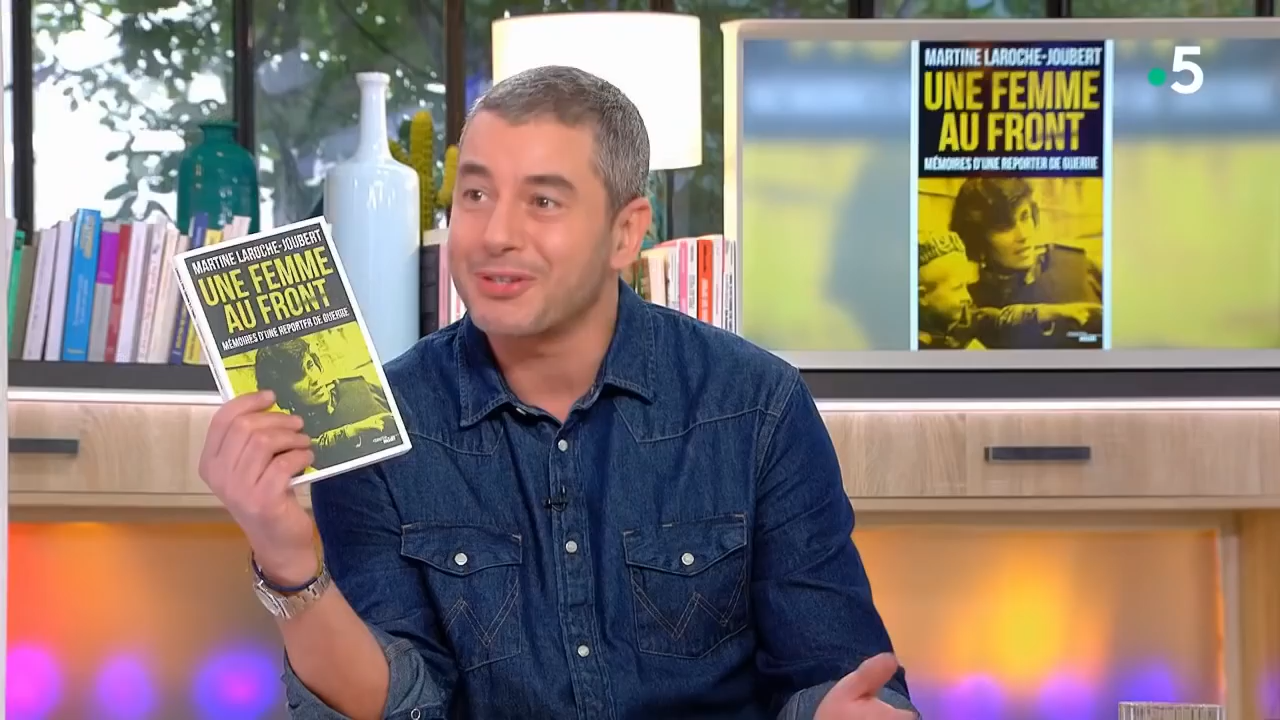 MARTINE LAROCHE-JOUBERT
UNE FEMME
AU FRONT
MÉMOIRES D'UNE REPORTER DE GUERRE
MARTINE LAROCHE-JOUBERT
UNE FEMME
AU FRONT
MÉMOIRES D'UNE REPORTER DE GUERRE
5